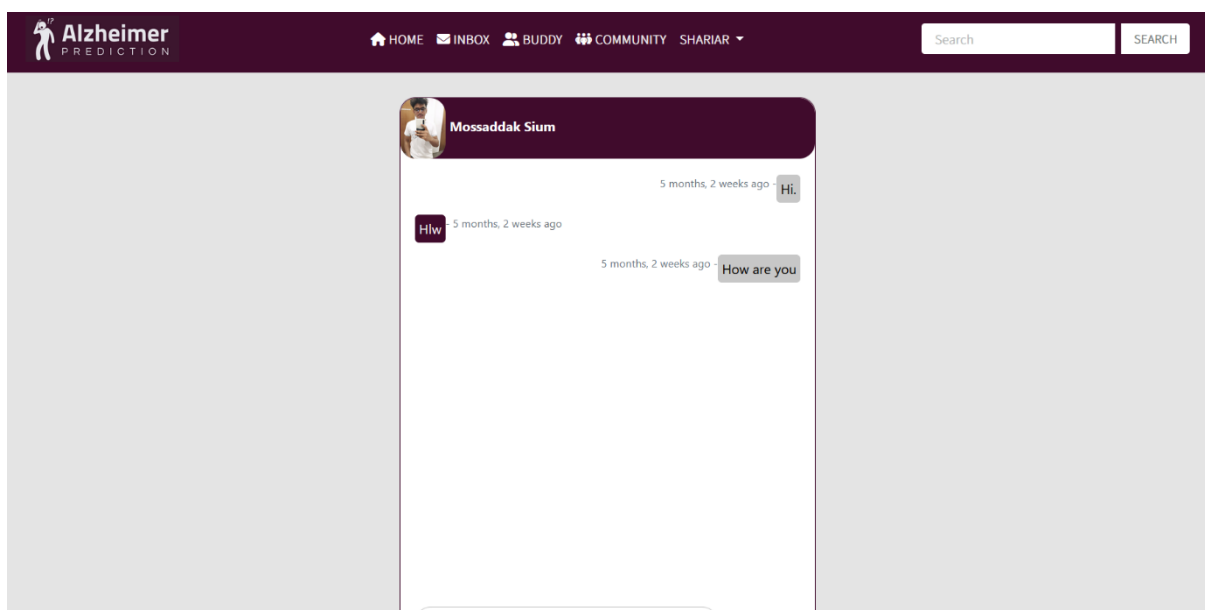 !?
Alzheimer
PREDICTION
HOME INBOX BUDDY COMMUNITY SHARIAR
Search SEARCH
Mossaddak Sium
5 months, 2 weeks ago - Hi.
Hlw - 5 months, 2 weeks ago
5 months, 2 weeks ago - How are you